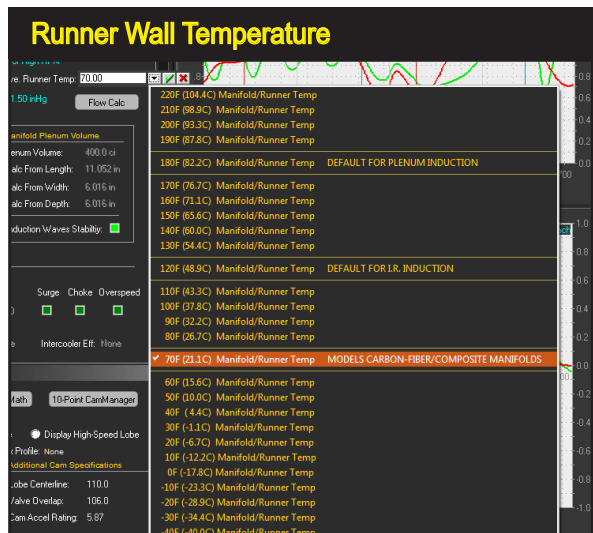 Runner Wall Temperature
ve. Runner Temp: 70.00
1.50 inHg Flow Calc
anifold Plenum Volume
enum Volume: 400.0 ci
alc From Length: 11.052 in
alc From Width: 6.016 in
alc From Depth: 6.016 in
duction Waves Stabiltiy:
Surge Choke Overspeed
Intercooler Eff: None
Math 10-Point CamManager
Display High-Speed Lobe
Profile: None
Additional Cam Specifications
Lobe Centerline: 110.0
Valve Overlap: 106.0
Cam Accel Rating: 5.87
220F (104.4C) Manifold/Runner Temp
210F (98.9C) Manifold/Runner Temp
200F (93.3C) Manifold/Runner Temp
190F (87.8C) Manifold/Runner Temp
180F (82.2C) Manifold/Runner Temp DEFAULT FOR PLENUM INDUCTION
170F (76.7C) Manifold/Runner Temp
160F (71.1C) Manifold/Runner Temp
150F (65.6C) Manifold/Runner Temp
140F (60.0C) Manifold/Runner Temp
130F (54.4C) Manifold/Runner Temp
120F (48.9C) Manifold/Runner Temp DEFAULT FOR I.R. INDUCTION
110F (43.3C) Manifold/Runner Temp
100F (37.8C) Manifold/Runner Temp
90F (32.2C) Manifold/Runner Temp
80F (26.7C) Manifold/Runner Temp
70F (21.1C) Manifold/Runner Temp MODELS CARBON-FIBER/COMPOSITE MANIFOLDS
60F (15.6C) Manifold/Runner Temp
50F (10.0C) Manifold/Runner Temp
40F ( 4.4C) Manifold/Runner Temp
30F (-1.1C) Manifold/Runner Temp
20F (-6.7C) Manifold/Runner Temp
10F (-12.2C) Manifold/Runner Temp
0F (-17.8C) Manifold/Runner Temp
-10F (-23.3C) Manifold/Runner Temp
-20F (-28.9C) Manifold/Runner Temp
-30F (-34.4C) Manifold/Runner Temp
-40F (-40.0C) Manifold/Runner Temp
8
0.8
0.6
0.4
0.2
0.0
1.0
0.8
0.6
0.4
0.2
0.0
-0.2
-0.4
-0.6
-0.8
-1.0